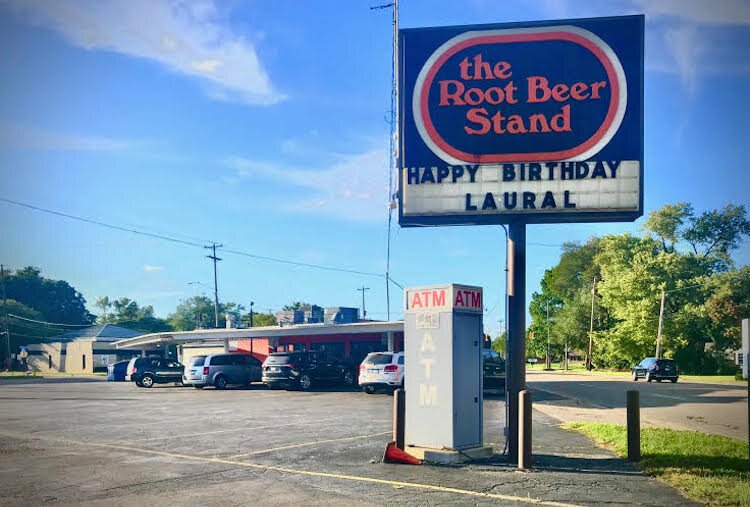 the
Root Beer
Stand
HAPPY BIRTHDAY
LAURAL
ATM ATM
ATM